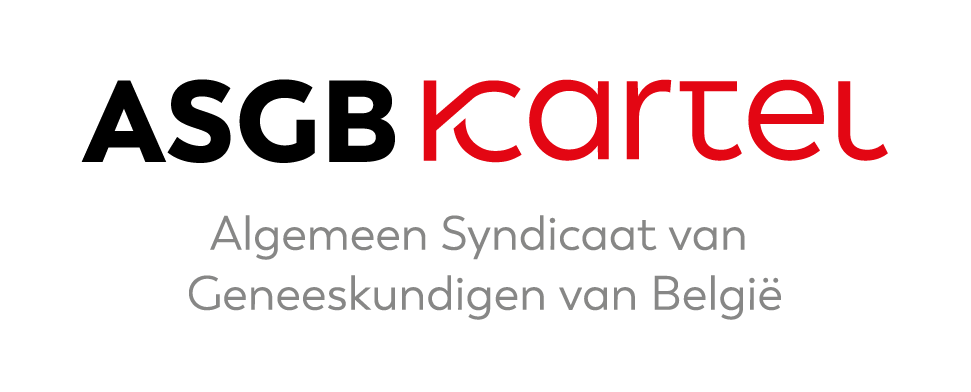 ASGB Kartel
Algemeen Syndicaat van
Geneeskundigen van België